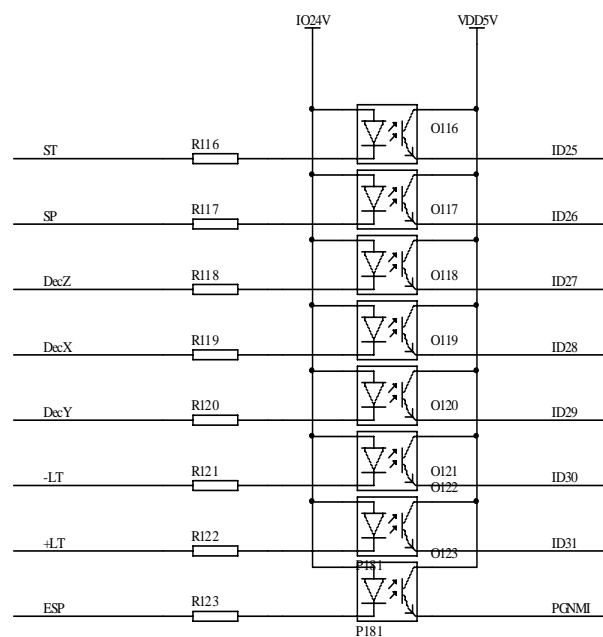 IO24V VDD5V
O116
ST R116 ID25
O117
SP R117 ID26
O118
DecZ R118 ID27
O119
DecX R119 ID28
O120
DecY R120 ID29
O121
-LT R121 O122 ID30
O123
+LT R122 ID31
P181
ESP R123 PGNMI
P181